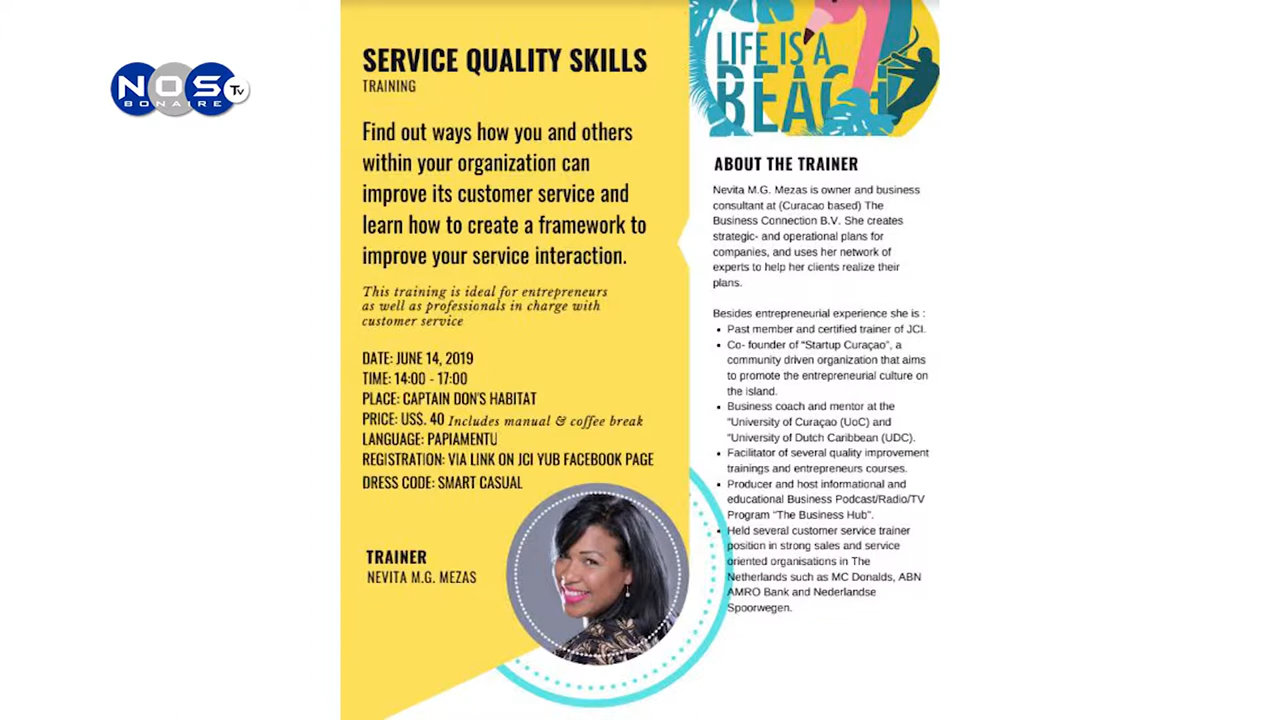 NOS Tv
BONAIRE
SERVICE QUALITY SKILLS
TRAINING
Find out ways how you and others
within your organization can
improve its customer service and
learn how to create a framework to
improve your service interaction.
This training is ideal for entrepreneurs
as well as professionals in charge with
customer service
DATE: JUNE 14, 2019
TIME: 14:00 - 17:00
PLACE: CAPTAIN DON'S HABITAT
PRICE: US$. 40 Includes manual & coffee break
LANGUAGE: PAPIAMENTU
REGISTRATION: VIA LINK ON JCI YUB FACEBOOK PAGE
DRESS CODE: SMART CASUAL
TRAINER
NEVITA M.G. MEZAS
LIFE IS A
BEACH
ABOUT THE TRAINER
Nevita M.G. Mezas is owner and business
consultant at (Curacao based) The
Business Connection B.V. She creates
strategic- and operational plans for
companies, and uses her network of
experts to help her clients realize their
plans.
Besides entrepreneurial experience she is :
• Past member and certified trainer of JCI.
• Co- founder of "Startup Curaçao", a
community driven organization that aims
to promote the entrepreneurial culture on
the island.
• Business coach and mentor at the
"University of Curaçao (UoC) and
"University of Dutch Caribbean (UDC).
• Facilitator of several quality improvement
trainings and entrepreneurs courses.
• Producer and host informational and
educational Business Podcast/Radio/TV
Program "The Business Hub".
• Held several customer service trainer
position in strong sales and service
oriented organisations in The
Netherlands such as MC Donalds, ABN
AMRO Bank and Nederlandse
Spoorwegen.